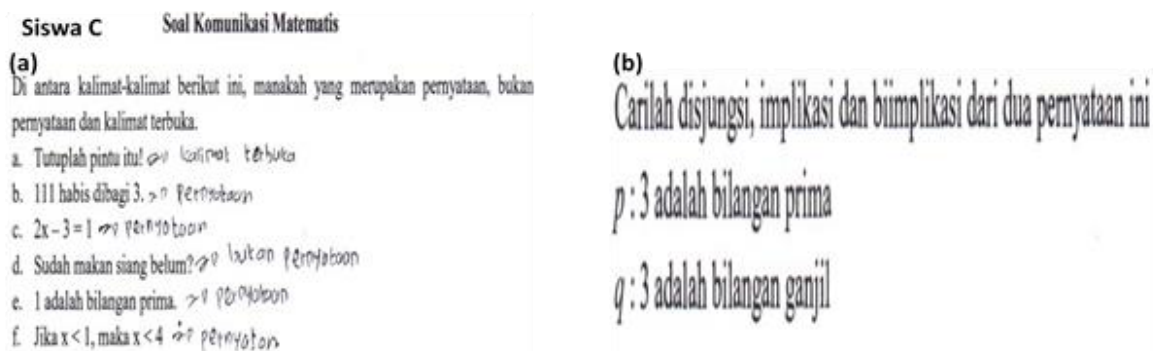 Siswa C
Soal Komunikasi Matematis
(a)
Di antara kalimat-kalimat berikut ini, manakah yang merupakan pernyataan, bukan
pernyataan dan kalimat terbuka.
a. Tutuplah pintu itu! => kalimat terbuka
b. 111 habis dibagi 3. => Pernyataan
c. 2x – 3 = 1 => pernyataan
d. Sudah makan siang belum? => bukan pernyataan
e. 1 adalah bilangan prima. => pernyataan
f. Jika x < 1, maka x < 4 => pernyatan
(b)
Carilah disjungsi, implikasi dan biimplikasi dari dua pernyataan ini
p : 3 adalah bilangan prima
q : 3 adalah bilangan ganjil